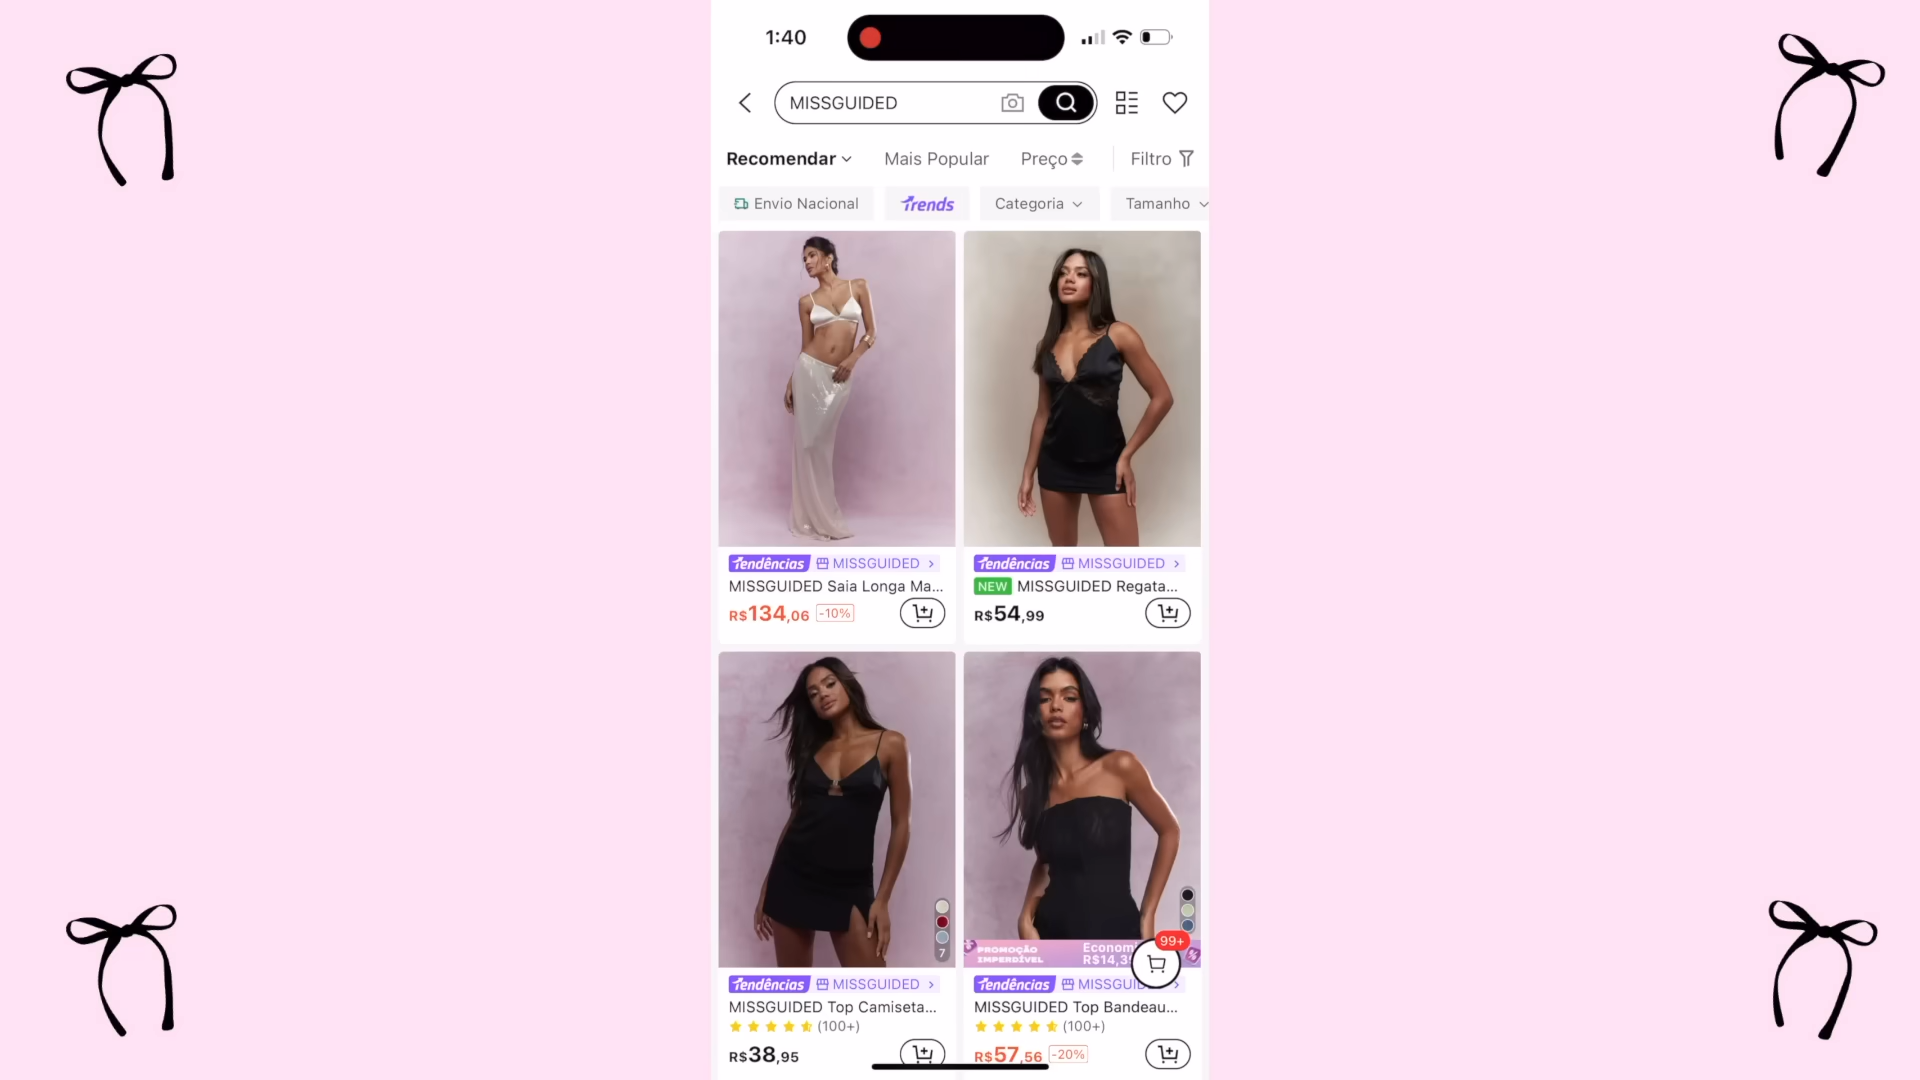 1:40
MISSGUIDED
Recomendar Mais Popular Preço Filtro
Envio Nacional Trends Categoria Tamanho
Tendências MISSGUIDED >
MISSGUIDED Saia Longa Ma...
R$134,06 -10%
Tendências MISSGUIDED >
NEW MISSGUIDED Regata...
R$54,99
7
Tendências MISSGUIDED >
MISSGUIDED Top Camiseta...
(100+)
R$38,95
PROMOÇÃO
IMPERDÍVEL
99+
Tendências
MISSGUIDED Top Bandeau...
(100+)
R$57,56 -20%